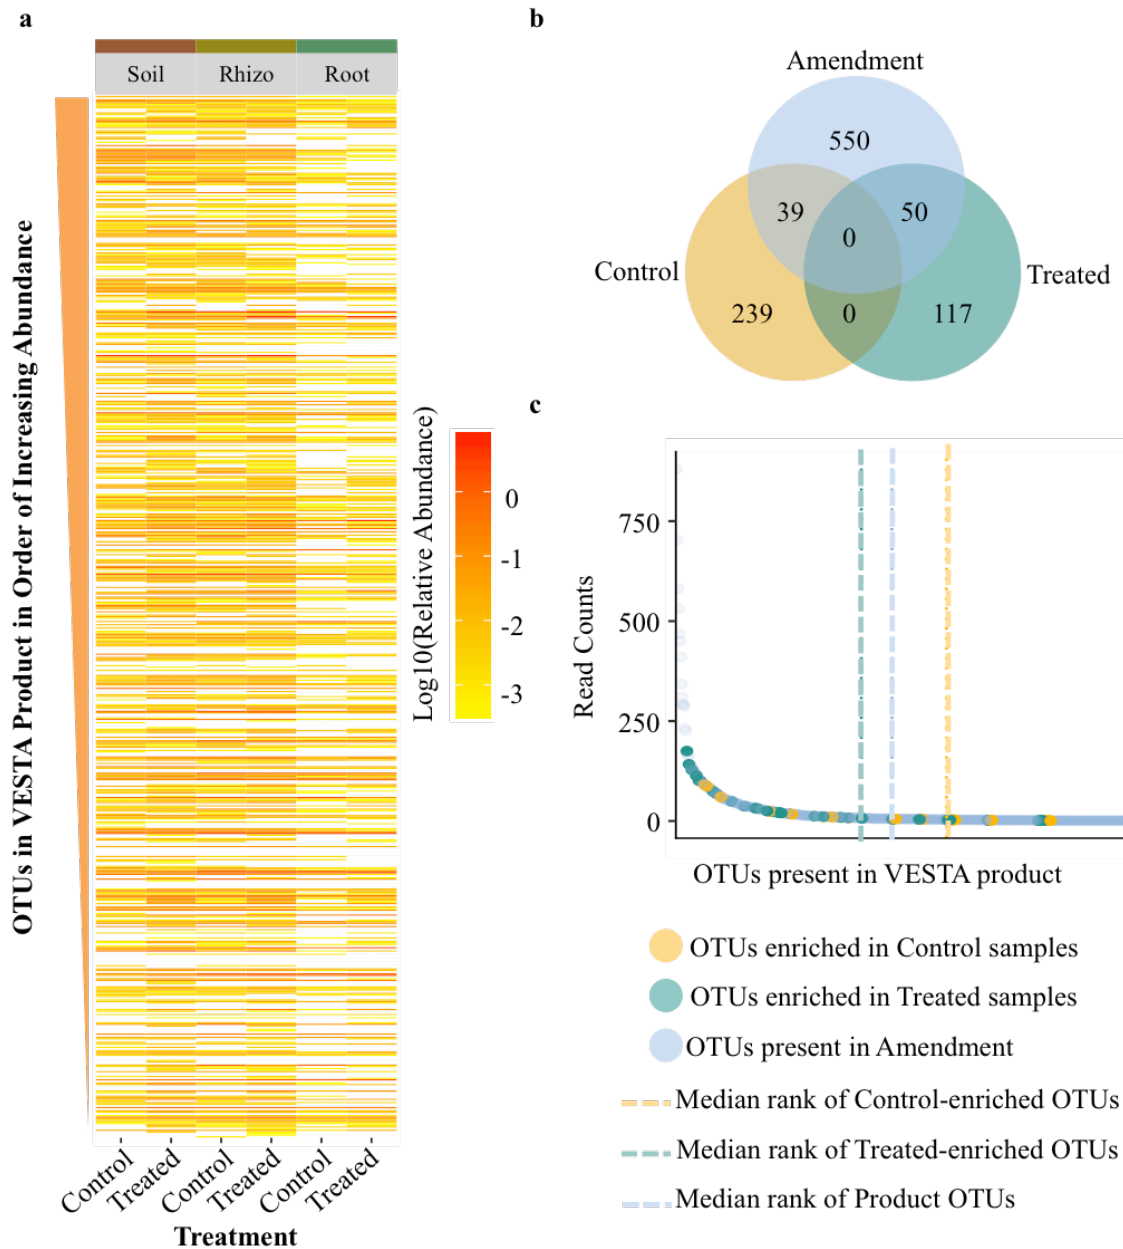 a
Soil Rhizo Root
OTUs in VESTA Product in Order of Increasing Abundance
Log10(Relative Abundance)
0
-1
-2
-3
Control Treated Control Treated Control Treated
Treatment
b
Amendment
550
39 50
0
Control Treated
239 0 117
c
Read Counts
750
500
250
0
OTUs present in VESTA product
OTUs enriched in Control samples
OTUs enriched in Treated samples
OTUs present in Amendment
Median rank of Control-enriched OTUs
Median rank of Treated-enriched OTUs
Median rank of Product OTUs